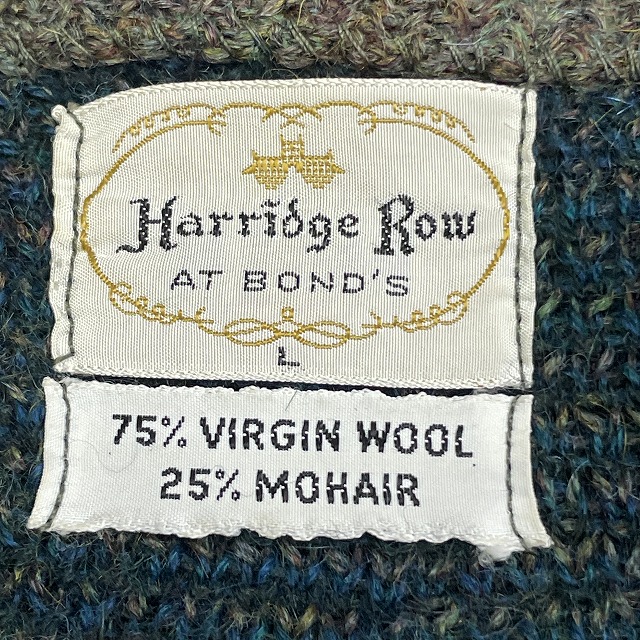 Harridge Row
AT BOND'S
L
75% VIRGIN WOOL
25% MOHAIR